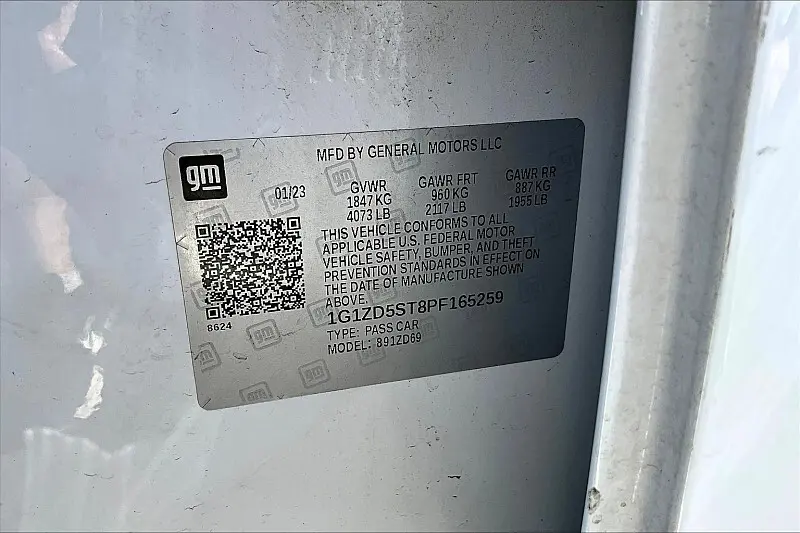 gm
MFD BY GENERAL MOTORS LLC
01/23
GVWR GAWR FRT GAWR RR
1847 KG 960 KG 887 KG
4073 LB 2117 LB 1955 LB
THIS VEHICLE CONFORMS TO ALL
APPLICABLE U.S. FEDERAL MOTOR
VEHICLE SAFETY, BUMPER, AND THEFT
PREVENTION STANDARDS IN EFFECT ON
THE DATE OF MANUFACTURE SHOWN
ABOVE.
1G1ZD5ST8PF165259
TYPE: PASS CAR
MODEL: 891ZD69
8624